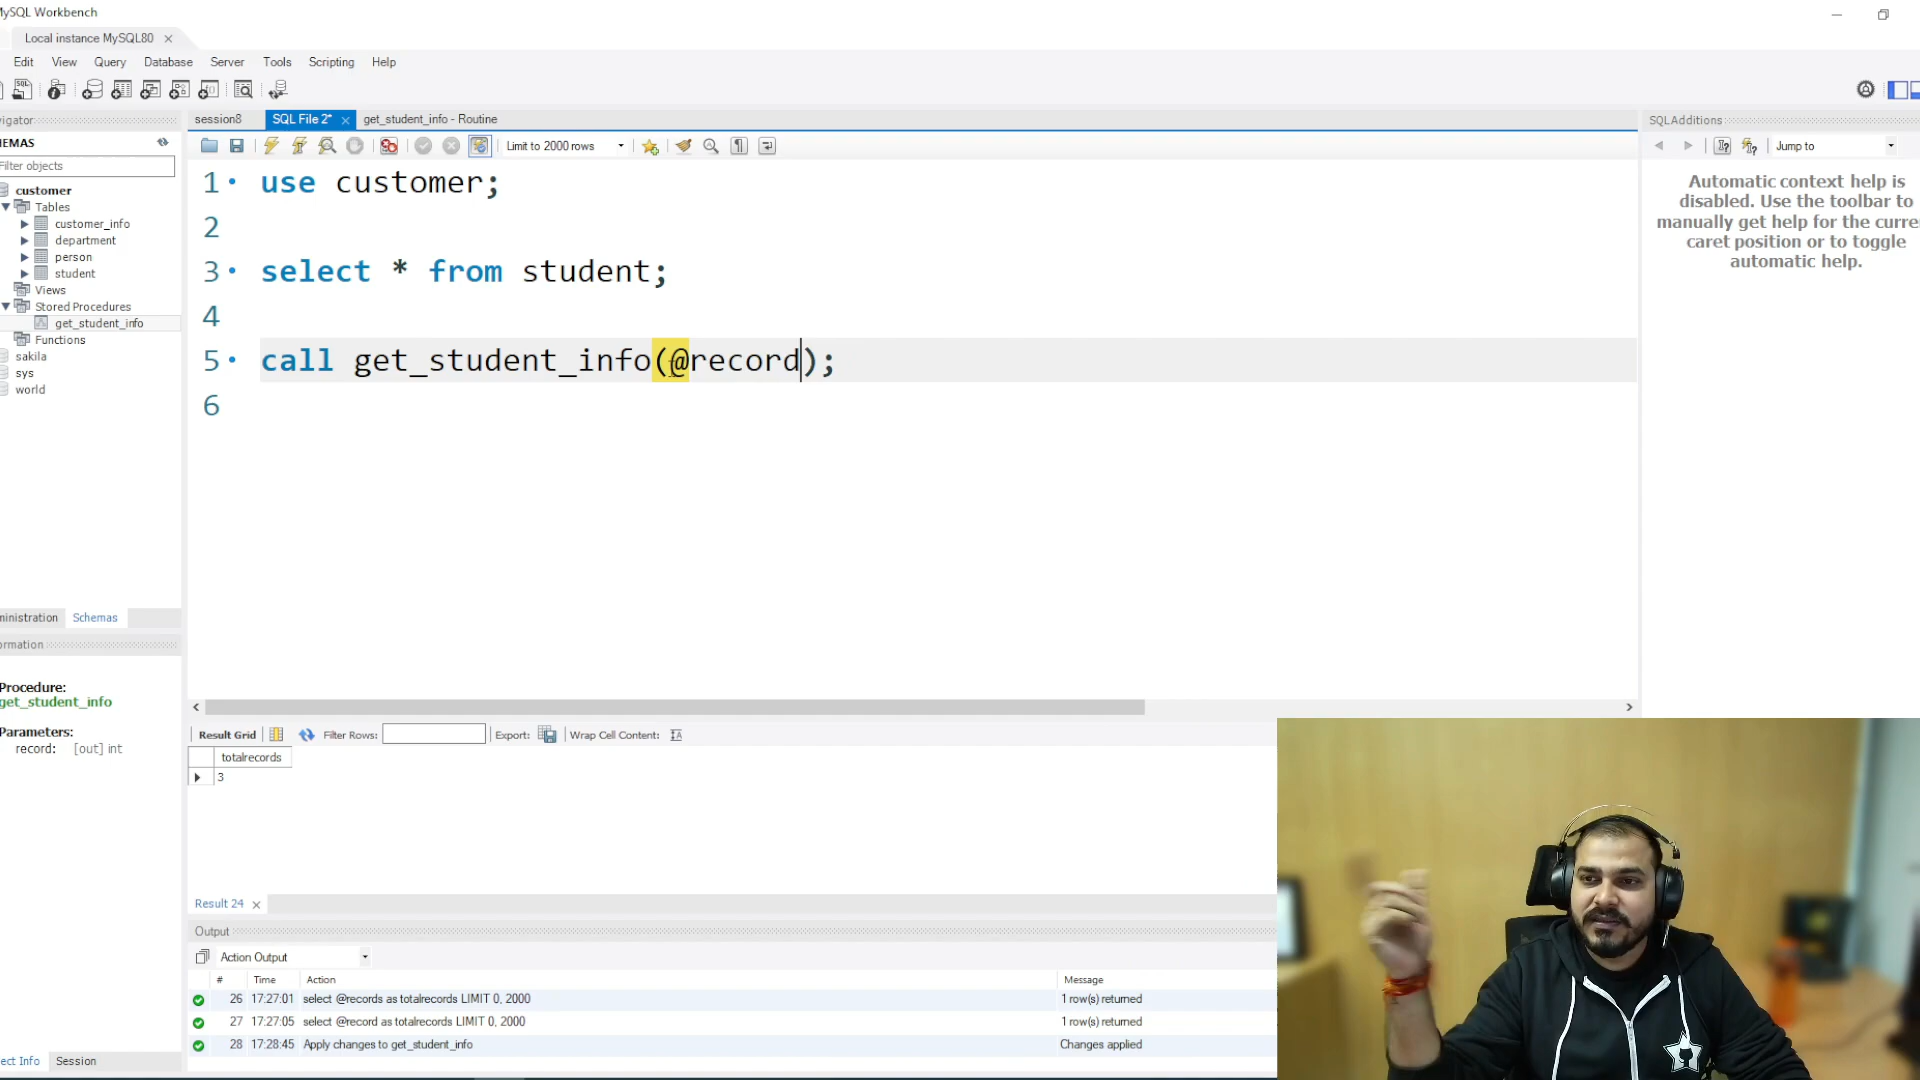 MySQL Workbench
Local instance MySQL80
Edit View Query Database Server Tools Scripting Help
session8 SQL File 2* get_student_info - Routine SQLAdditions
Limit to 2000 rows Jump to
Filter objects
customer
Tables
customer_info
department
person
student
Views
Stored Procedures
get_student_info
Functions
sakila
sys
world
Schemas
Procedure:
get_student_info
Parameters:
record: [out] int
Session
1 use customer;
2
3 select * from student;
4
5 call get_student_info(@record);
6
Automatic context help is
disabled. Use the toolbar to
manually get help for the curre
caret position or to toggle
automatic help.
Result Grid Filter Rows: Export: Wrap Cell Content:
totalrecords
3
Result 24
Output
Action Output
# Time Action Message
26 17:27:01 select @records as totalrecords LIMIT 0, 2000 1 row(s) returned
27 17:27:05 select @record as totalrecords LIMIT 0, 2000 1 row(s) returned
28 17:28:45 Apply changes to get_student_info Changes applied